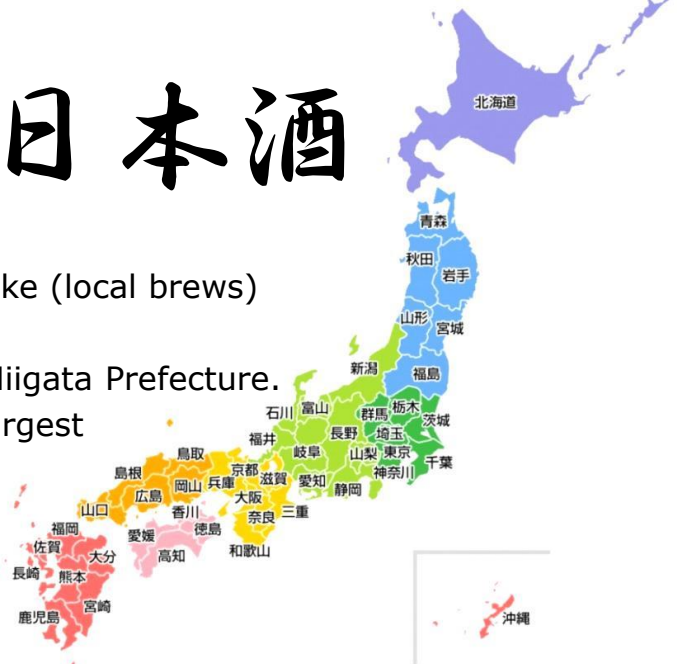 日本酒
ke (local brews)
iigata Prefecture.
rgest
北海道
青森
秋田
岩手
山形
宮城
新潟
福島
石川
富山
群馬
栃木
茨城
福井
長野
埼玉
岐阜
山梨
東京
千葉
神奈川
愛知
静岡
鳥取
島根
岡山
兵庫
京都
滋賀
広島
大阪
奈良
三重
山口
香川
徳島
和歌山
愛媛
高知
福岡
佐賀
大分
長崎
熊本
宮崎
鹿児島
沖縄